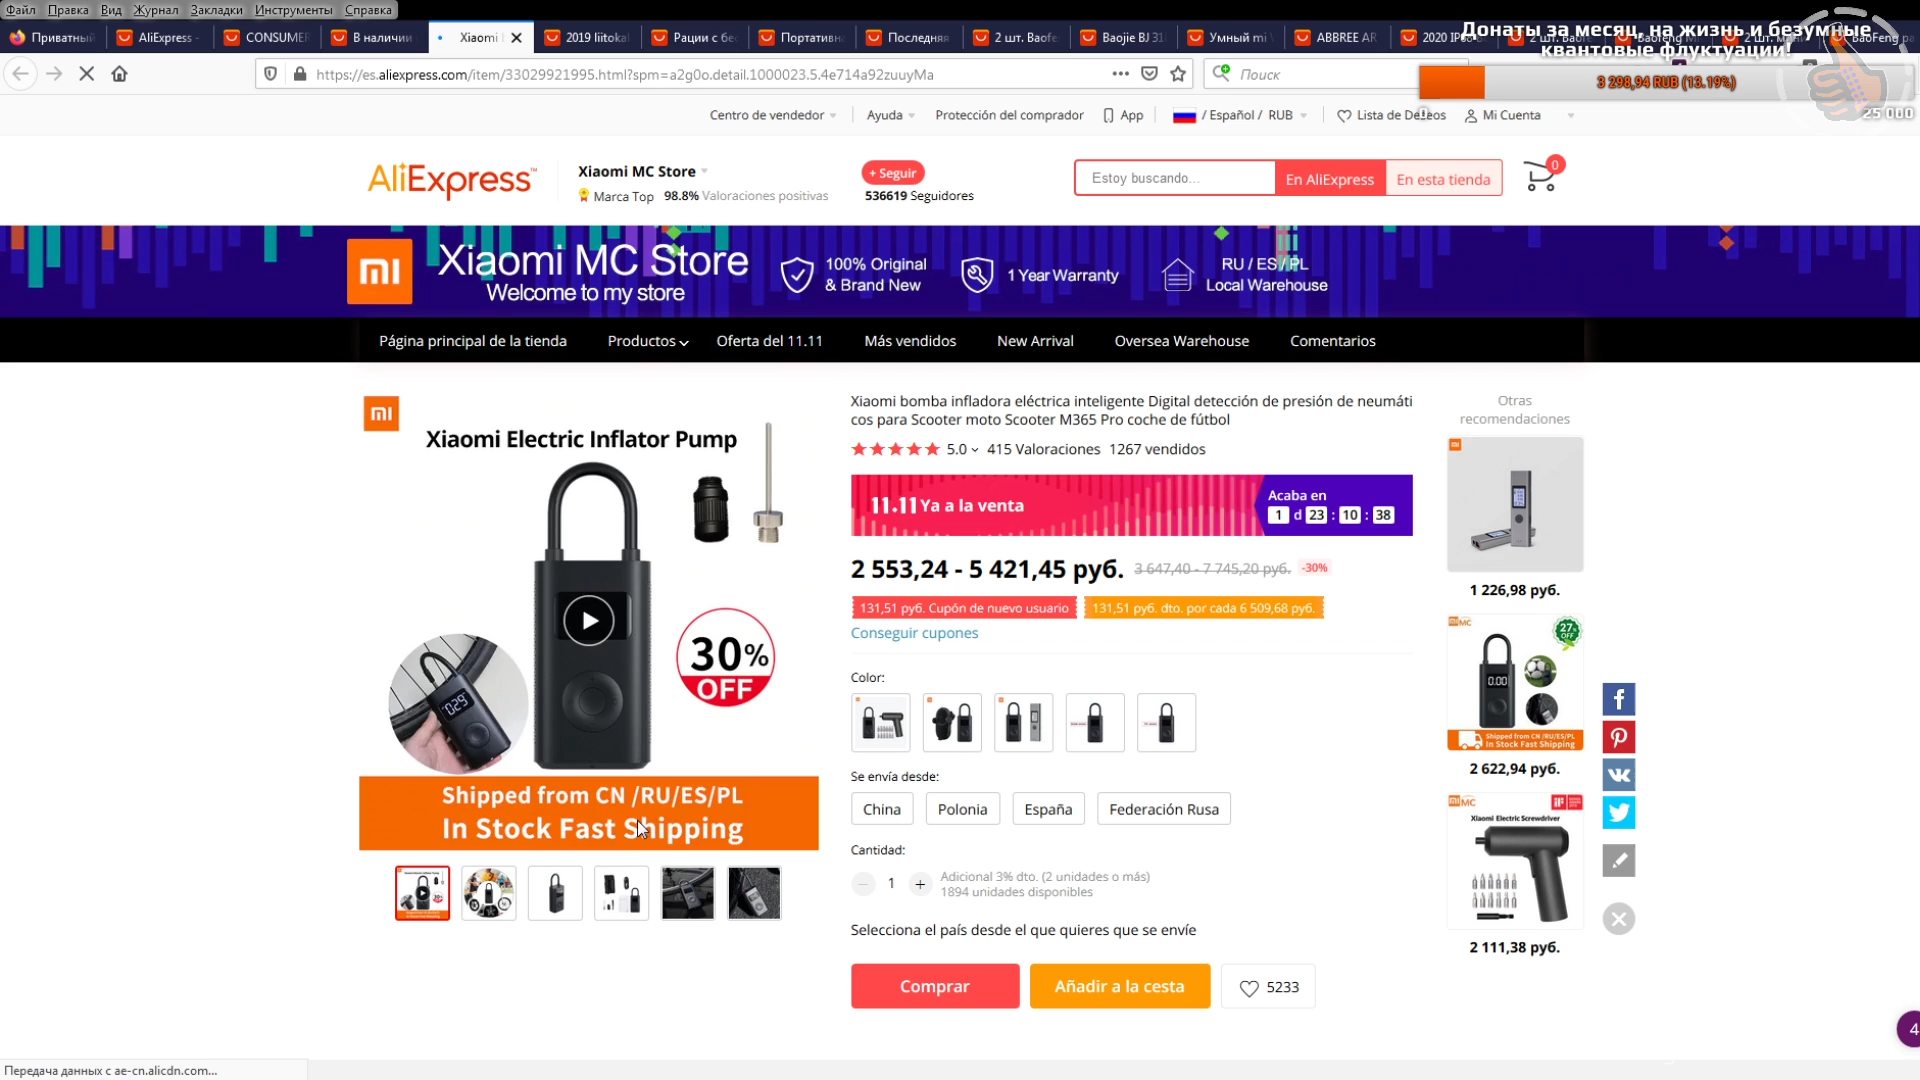 Файл Правка Вид Журнал Закладки Инструменты Справка
Приватный
AliExpress -
CONSUMER
В наличии
Xiaomi
2019 liitokal
Рации с бе
Портативн
Последняя
2 шт. Baofe
Baojie BJ 31
Умный mi
ABBREE AR
Донаты за месяц, на жизнь и безумные
квантовые флуктуации!
3 298,94 RUB (13.19%)
0
25 000
https://es.aliexpress.com/item/33029921995.html?spm=a2g0o.detail.1000023.5.4e714a92zuuyMa
Поиск
Centro de vendedor
Ayuda
Protección del comprador
App
/ Español / RUB
Lista de Deseos
Mi Cuenta
AliExpress™
Xiaomi MC Store
Marca Top 98.8% Valoraciones positivas
+ Seguir
536619 Seguidores
Estoy buscando...
En AliExpress
En esta tienda
0
Xiaomi MC Store
Welcome to my store
100% Original
& Brand New
1 Year Warranty
RU / ES / PL
Local Warehouse
Página principal de la tienda
Productos
Oferta del 11.11
Más vendidos
New Arrival
Oversea Warehouse
Comentarios
Xiaomi Electric Inflator Pump
30%
OFF
Shipped from CN /RU/ES/PL
In Stock Fast Shipping
Xiaomi bomba infladora eléctrica inteligente Digital detección de presión de neumáti
cos para Scooter moto Scooter M365 Pro coche de fútbol
5.0 415 Valoraciones 1267 vendidos
11.11 Ya a la venta
Acaba en
1 d 23 : 10 : 38
2 553,24 - 5 421,45 руб. 3 647,40 - 7 745,20 руб. -30%
131,51 руб. Cupón de nuevo usuario
131,51 руб. dto. por cada 6 509,68 руб.
Conseguir cupones
Color:
Se envía desde:
China
Polonia
España
Federación Rusa
Cantidad:
− 1 +
Adicional 3% dto. (2 unidades o más)
1894 unidades disponibles
Selecciona el país desde el que quieres que se envíe
Comprar
Añadir a la cesta
5233
Otras
recomendaciones
1 226,98 руб.
27%
OFF
0.00
Shipped from CN /RU/ES/PL
In Stock Fast Shipping
2 622,94 руб.
Xiaomi Electric Screwdriver
2 111,38 руб.
4
Передача данных с ae-cn.alicdn.com...